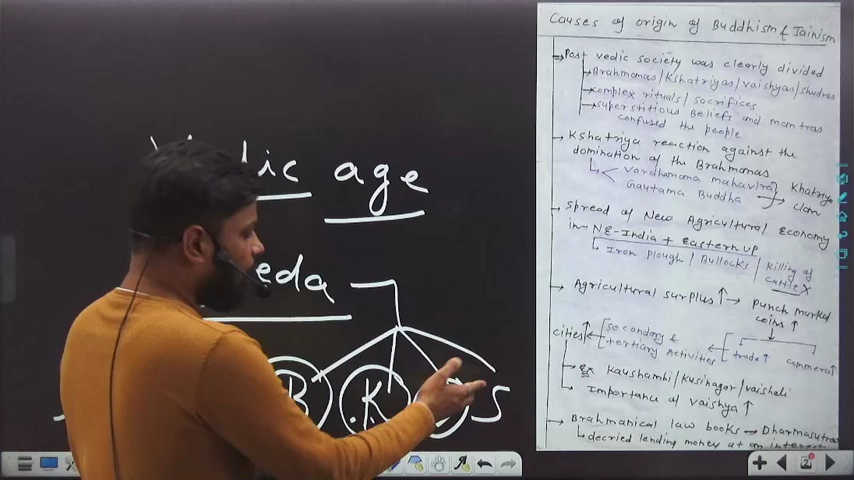 age
eda
B
K
S
Causes of origin of Buddhism & Jainism
Post vedic society was clearly divided
Brahmanas/Kshatriyas/vaishyas/shudras
complex rituals/sacrifices
superstitious beliefs and mantras
confused the people
Kshatriya reaction against the
domination of the Brahmanas
Vardhamana mahavira
Gautama Buddha
Khatriya
clan
Spread of New Agricultural Economy
in NE-India + Eastern up
Iron plough / Bullocks / Killing of
cattle X
Agricultural surplus ↑ → punch marked
coins ↑
cities ↑ secondary &
tertiary activities
trade ↑
commerce ↑
ex Kaushambi/Kusinagar/vaishali
Importance of vaishya ↑
Brahmanical law books → Dharmasutras
decried lending money at an interest
2